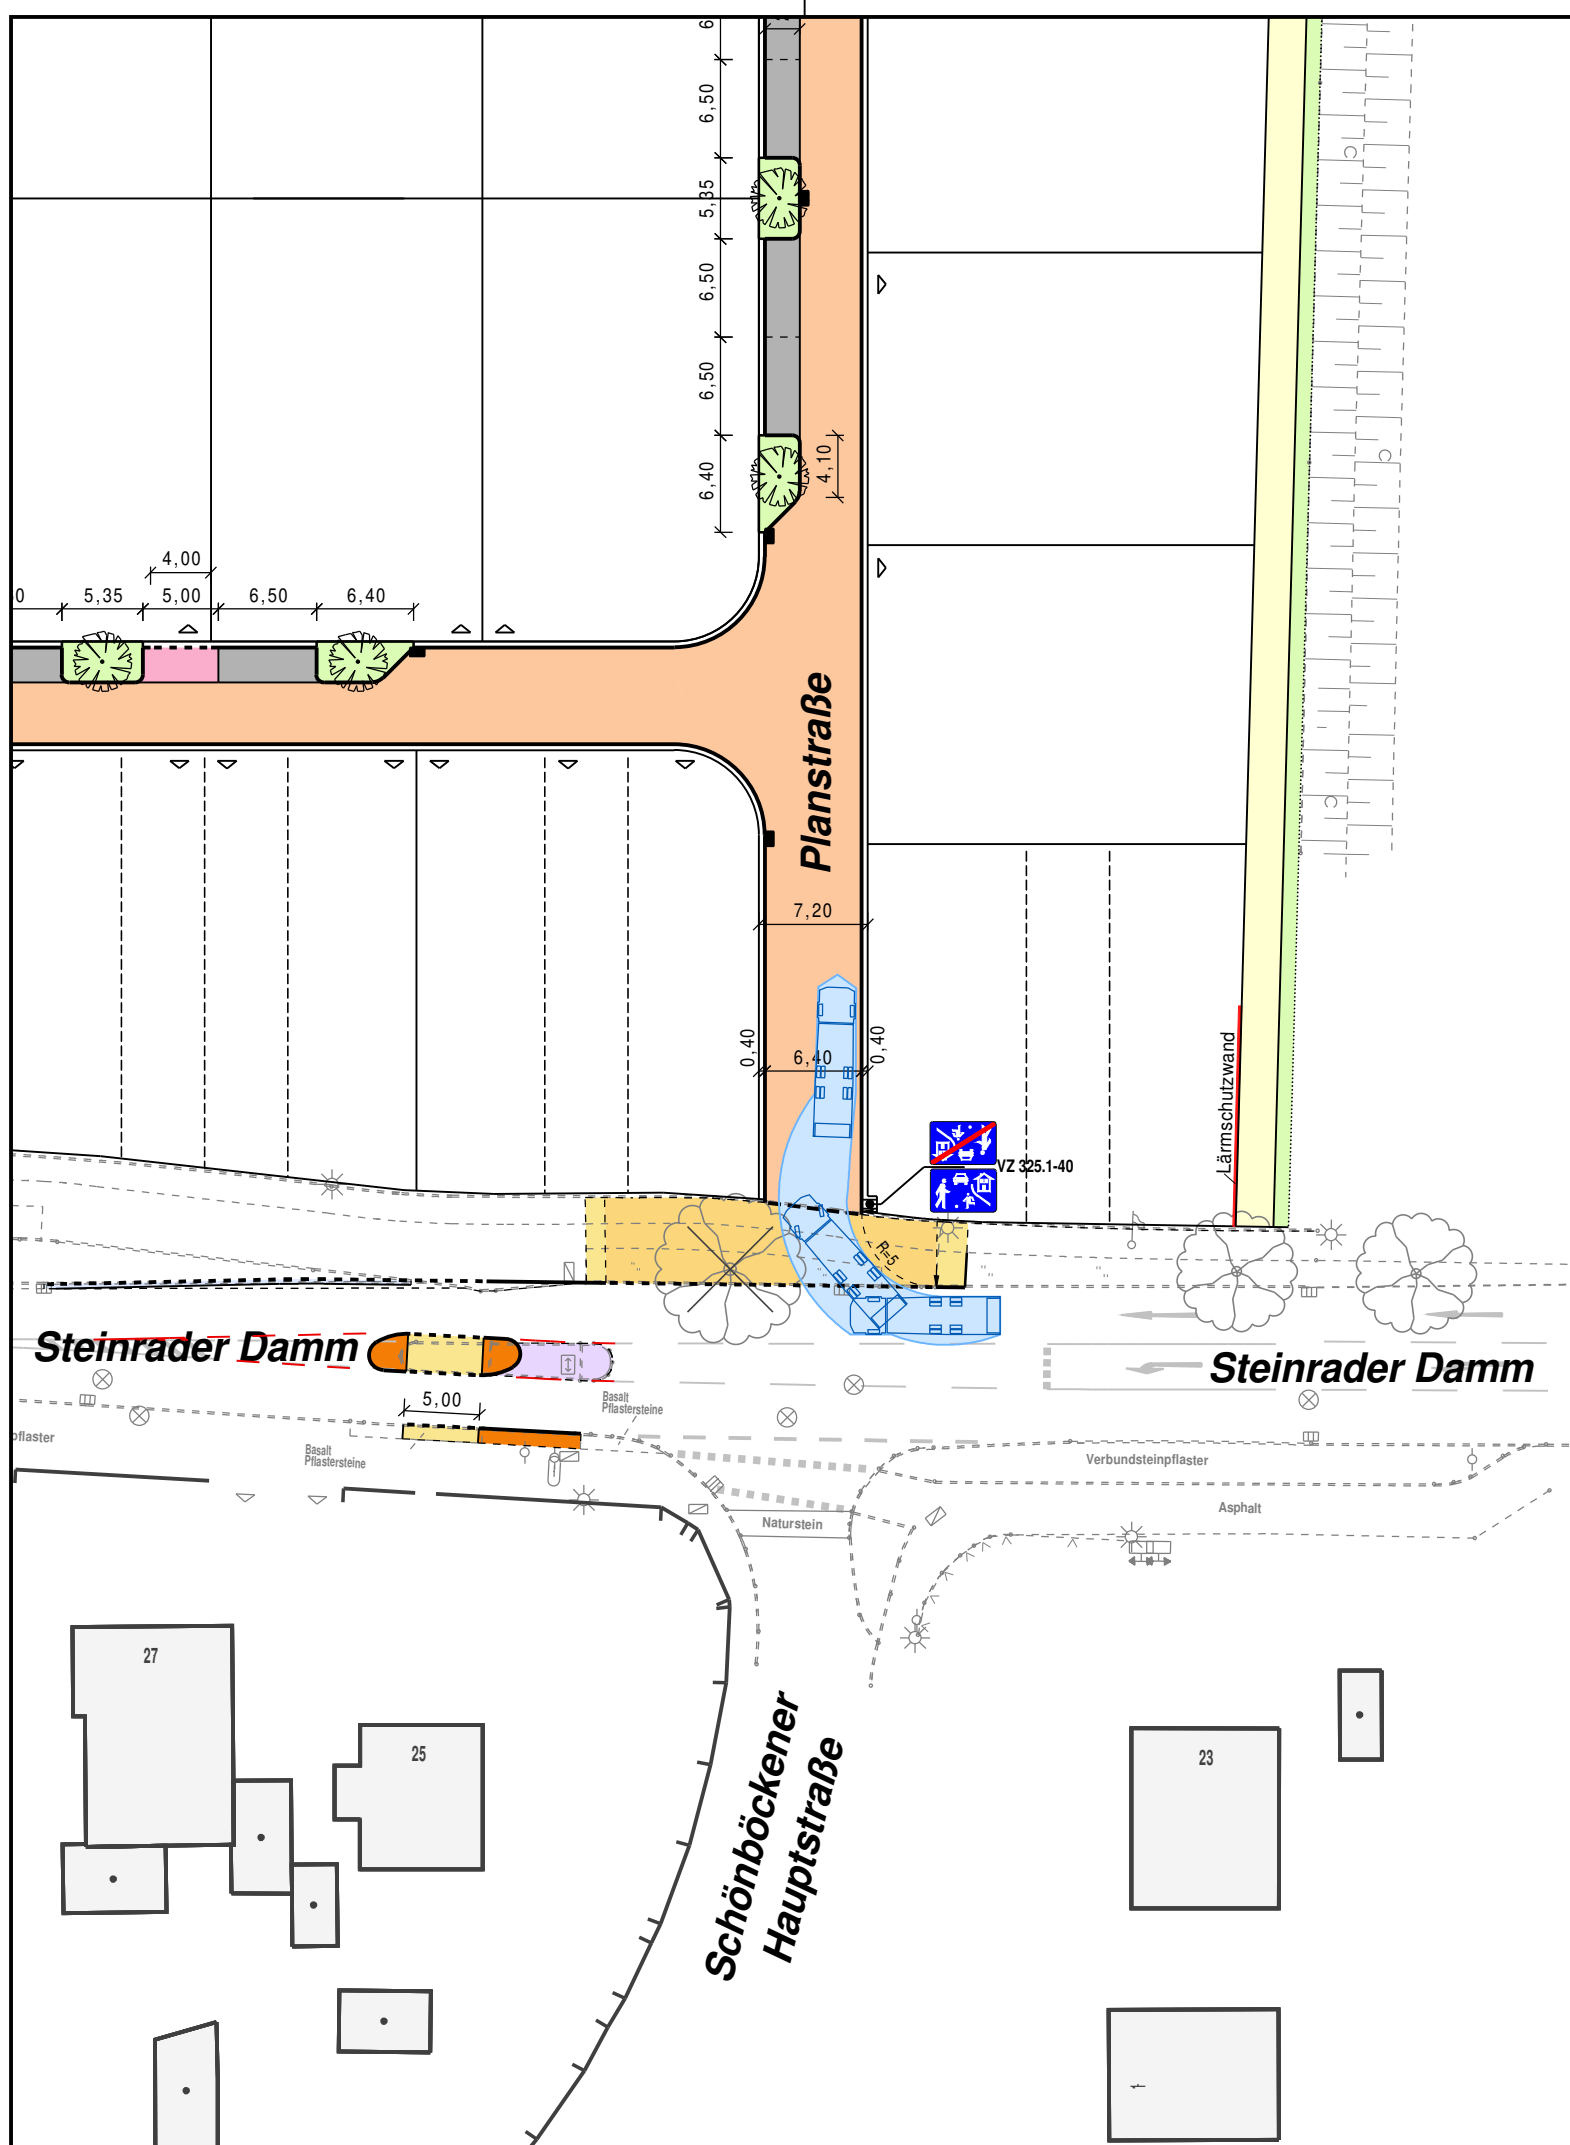 6
6,50
5,35
6,50
6,50
6,40
4,10
4,00
0
5,35
5,00
6,50
6,40
Planstraße
7,20
0,40
6,40
0,40
Lärmschutzwand
VZ 325.1-40
R=5
Steinrader Damm
Steinrader Damm
5,00
Basalt
Pflastersteine
Basalt
Pflastersteine
pflaster
Verbundsteinpflaster
Asphalt
Naturstein
27
25
23
Schönböckener
Hauptstraße